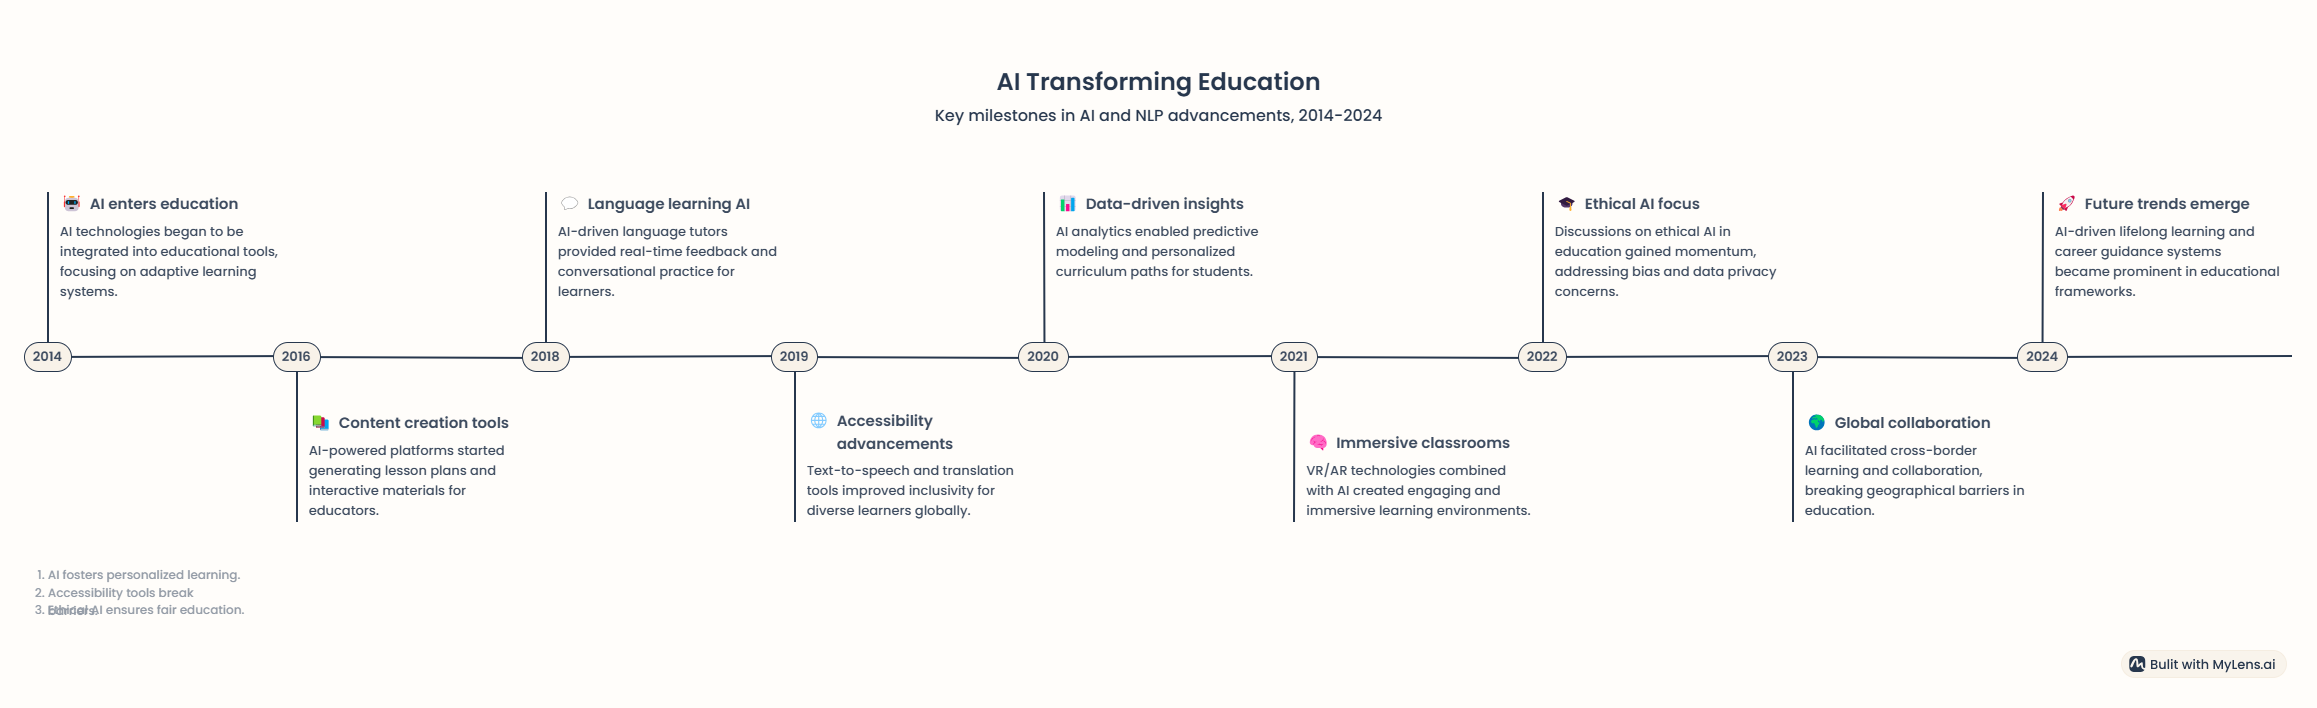 AI Transforming Education
Key milestones in AI and NLP advancements, 2014-2024
AI enters education
AI technologies began to be
integrated into educational tools,
focusing on adaptive learning
systems.
Language learning AI
AI-driven language tutors
provided real-time feedback and
conversational practice for
learners.
Data-driven insights
AI analytics enabled predictive
modeling and personalized
curriculum paths for students.
Ethical AI focus
Discussions on ethical AI in
education gained momentum,
addressing bias and data privacy
concerns.
Future trends emerge
AI-driven lifelong learning and
career guidance systems
became prominent in educational
frameworks.
2014
2016
2018
2019
2020
2021
2022
2023
2024
Content creation tools
AI-powered platforms started
generating lesson plans and
interactive materials for
educators.
Accessibility
advancements
Text-to-speech and translation
tools improved inclusivity for
diverse learners globally.
Immersive classrooms
VR/AR technologies combined
with AI created engaging and
immersive learning environments.
Global collaboration
AI facilitated cross-border
learning and collaboration,
breaking geographical barriers in
education.
1. AI fosters personalized learning.
2. Accessibility tools break
barriers.
3. Ethical AI ensures fair education.
Bulit with MyLens.ai